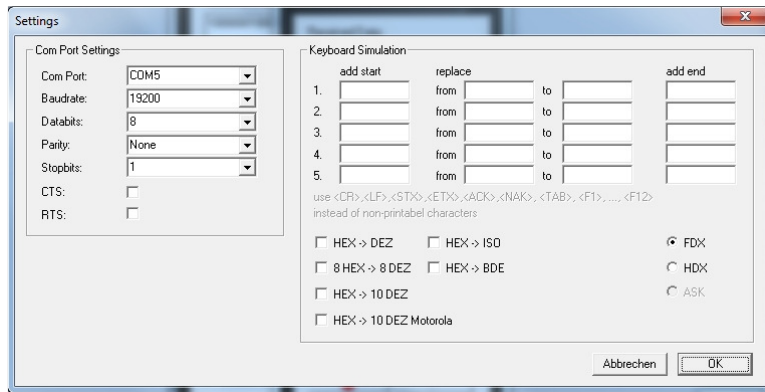 Settings
Com Port Settings
Com Port: COM5
Baudrate: 19200
Databits: 8
Parity: None
Stopbits: 1
CTS:
RTS:
Keyboard Simulation
add start replace add end
1. from to
2. from to
3. from to
4. from to
5. from to
use <CR>,<LF>,<STX>,<ETX>,<ACK>,<NAK>, <TAB>, <F1>, ..., <F12>
instead of non-printabel characters
HEX -> DEZ HEX -> ISO FDX
8 HEX -> 8 DEZ HEX -> BDE HDX
HEX -> 10 DEZ ASK
HEX -> 10 DEZ Motorola
Abbrechen OK